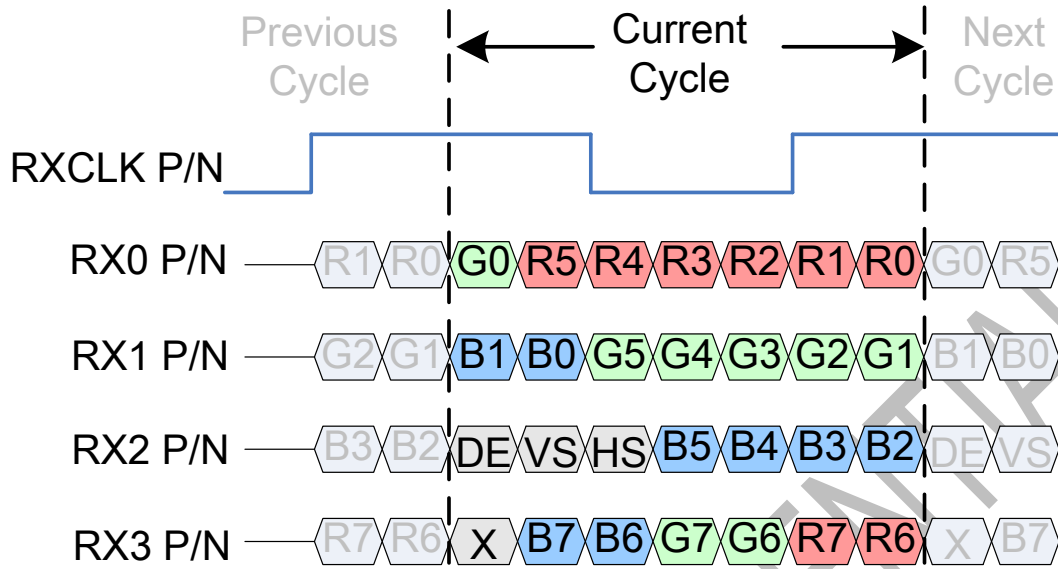 Previous Cycle
Current Cycle
Next Cycle
RXCLK P/N
RX0 P/N R1 R0 G0 R5 R4 R3 R2 R1 R0 G0 R5
RX1 P/N G2 G1 B1 B0 G5 G4 G3 G2 G1 B1 B0
RX2 P/N B3 B2 DE VS HS B5 B4 B3 B2 DE VS
RX3 P/N R7 R6 X B7 B6 G7 G6 R7 R6 X B7
ENTIAL